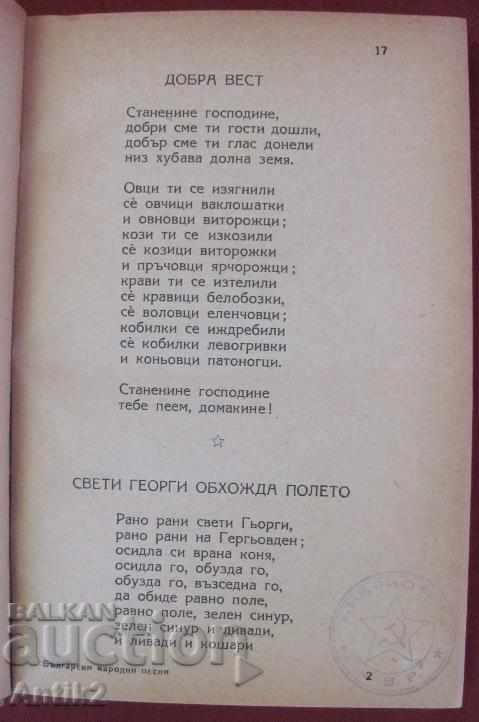 17
ДОБРА ВЕСТ
Станенине господине,
добри сме ти гости дошли,
добър сме ти глас донели
низ хубава долна земя.
Овци ти се изягнили
сѐ овчици ваклошатки
и овновци виторожци;
кози ти се изкозили
сѐ козици виторожки
и пръчовци ярчорожци;
крави ти се изтелили
сѐ кравици белобозки,
сѐ воловци еленчовци;
кобилки се иждребили
сѐ кобилки левогривки
и коньовци патоногци.
Станенине господине
тебе пеем, домакине!
☆
СВЕТИ ГЕОРГИ ОБХОЖДА ПОЛЕТО
Рано рани свети Гьорги,
рано рани на Гергьовден;
осидла си врана коня,
осидла го, обузда го,
обузда го, възседна го,
да обиде равно поле,
равно поле, зелен синур,
зелен синур и ливади,
и ливади и кошари
Български народни песни
2
BALKAN
auction
Antik2